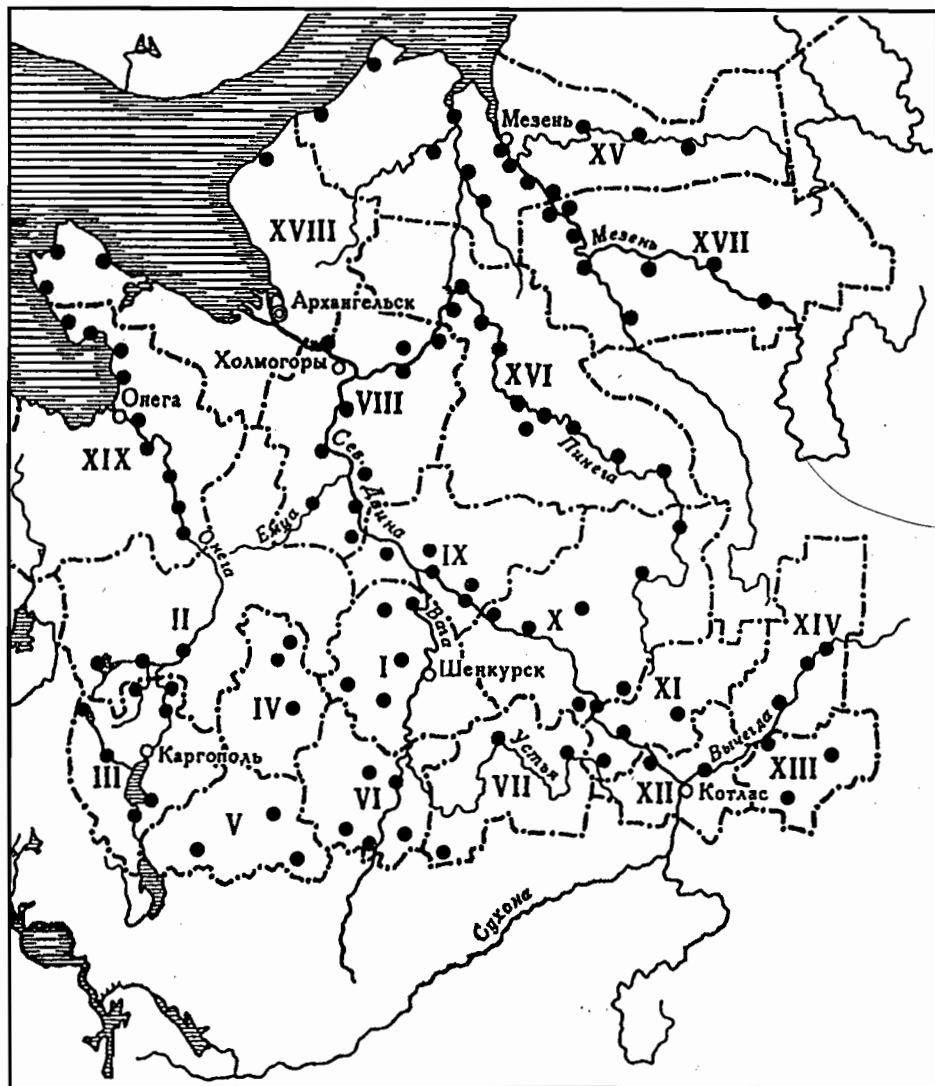 Мезень
XV
XVIII
Мезень
XVII
Архангельск
Холмогоры
XVI
VIII
Онега
Пинега
XIX
Сев. Двина
Емца
Онега
IX
II
Вага
X
XIV
I
Шенкурск
IV
XI
Вычегда
Каргополь
Устья
III
VI
VII
XII
Котлас
XIII
V
Сухона